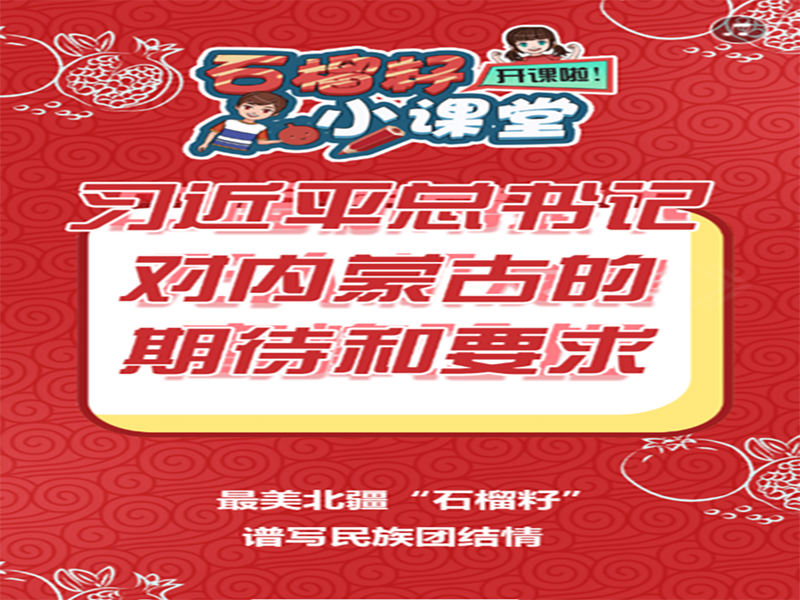 石榴籽
开课啦！
小课堂
习近平总书记
对内蒙古的
期待和要求
最美北疆“石榴籽”
谱写民族团结情